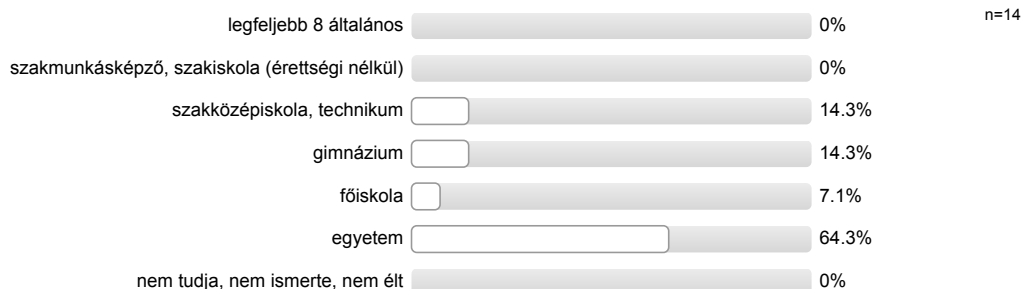 legfeljebb 8 általános 0% n=14
szakmunkásképző, szakiskola (érettségi nélkül) 0%
szakközépiskola, technikum 14.3%
gimnázium 14.3%
főiskola 7.1%
egyetem 64.3%
nem tudja, nem ismerte, nem élt 0%